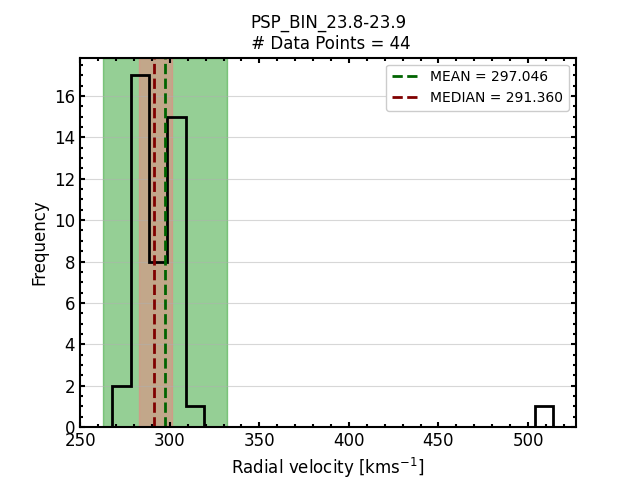 PSP_BIN_23.8-23.9
# Data Points = 44
MEAN = 297.046
MEDIAN = 291.360
Frequency
16
14
12
10
8
6
4
2
0
250 300 350 400 450 500
Radial velocity [kms⁻¹]